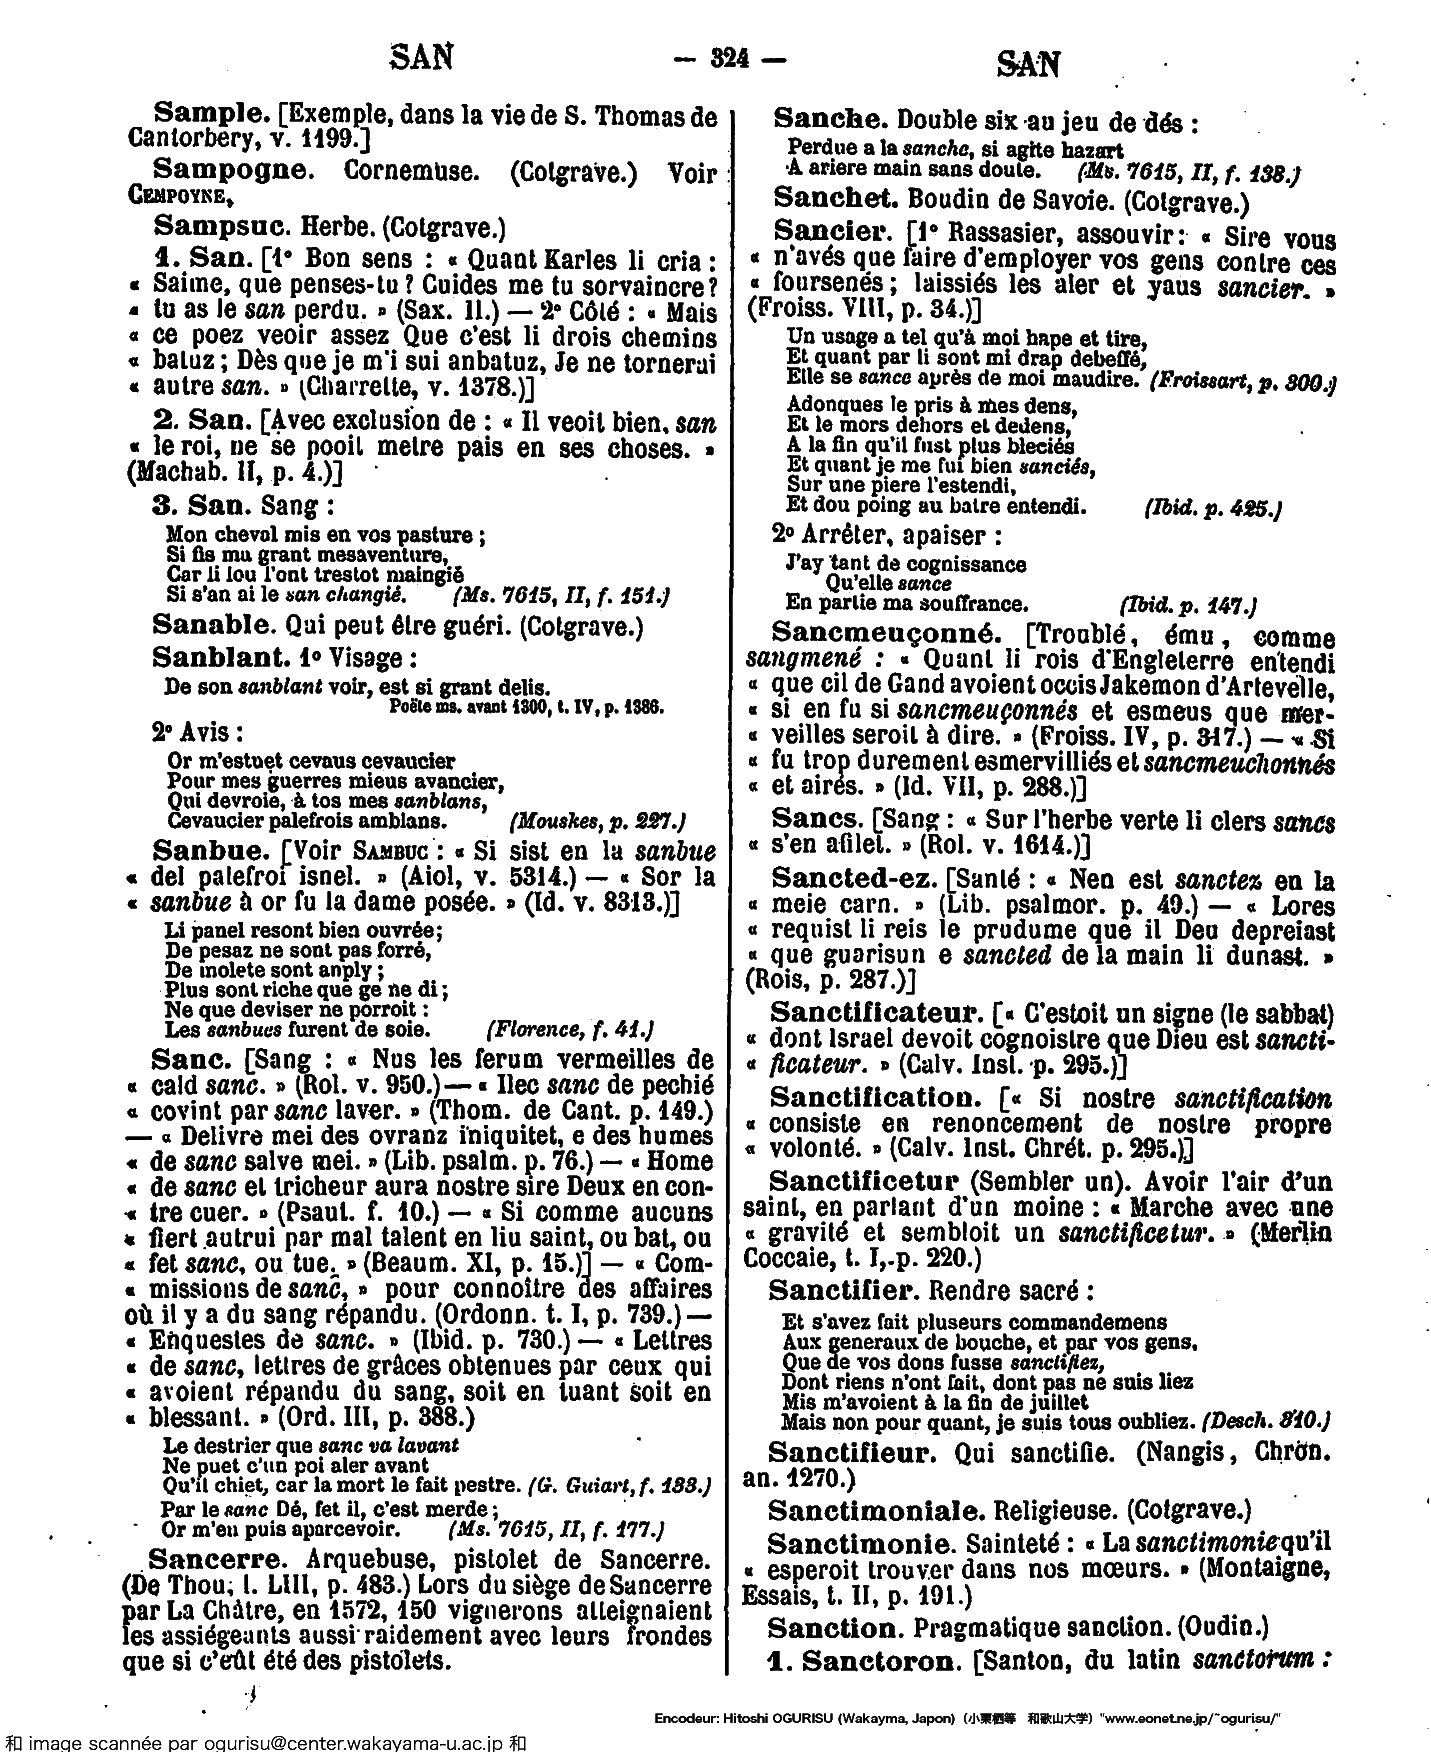 SAN — 324 — SAN
Sample. [Exemple, dans la vie de S. Thomas de
Cantorbery, v. 1199.]
Sampogne. Cornemuse. (Cotgrave.) Voir
CEMPOYNE.
Sampsuc. Herbe. (Cotgrave.)
1. San. [1° Bon sens : « Quant Karles li cria :
« Saime, que penses-tu ? Cuides me tu sorvaincre ?
« tu as le san perdu. » (Sax. II.) — 2° Côté : « Mais
« ce poez veoir assez Que c'est li drois chemins
« batuz ; Dès que je m'i sui anbatuz, Je ne tornerai
« autre san. » (Charrette, v. 1378.)]
2. San. [Avec exclusion de : « Il veoit bien, san
« le roi, ne se pooit metre pais en ses choses. »
(Machab. II, p. 4.)]
3. San. Sang :
Mon cheval mis en vos pasture ;
Si fis ma grant mesaventure,
Car li lou l'ont trestot maingié
Si s'an ai le san changié. (Ms. 7615, II, f. 151.)
Sanable. Qui peut être guéri. (Cotgrave.)
Sanblant. 1° Visage :
De son sanblant voir, est si grant delis.
Poëte ms. avant 1300, t. IV, p. 1386.
2° Avis :
Or m'estuet cevaus cevaucier
Pour mes guerres mieus avancier,
Qui devroie, à tos mes sanblans,
Cevaucier palefrois amblans. (Mouskes, p. 227.)
Sanbue. [Voir SAMBUC : « Si sist en la sanbue
« del palefroi isnel. » (Aiol, v. 5314.) — « Sor la
« sanbue à or fu la dame posée. » (Id. v. 8313.)]
Li panel resont bien ouvrée ;
De pesaz ne sont pas forré,
De molete sont anply ;
Plus sont riche que ge ne di ;
Ne que deviser ne porroit :
Les sanbues furent de soie. (Florence, f. 41.)
Sanc. [Sang : « Nus les ferum vermeilles de
« cald sanc. » (Rol. v. 950.) — « Ilec sanc de pechié
« covint par sanc laver. » (Thom. de Cant. p. 149.)
— « Delivre mei des ovranz iniquitet, e des humes
« de sanc salve mei. » (Lib. psalm. p. 76.) — « Home
« de sanc et tricheur aura nostre sire Deux en con-
« tre cuer. » (Psaut. f. 10.) — « Si comme aucuns
« fiert autrui par mal talent en liu saint, ou bat, ou
« fet sanc, ou tue. » (Beaum. XI, p. 15.)] — « Com-
« missions de sanc, » pour connoître des affaires
où il y a du sang répandu. (Ordonn. t. I, p. 739.) —
« Enquestes de sanc. » (Ibid. p. 730.) — « Lettres
« de sanc, lettres de grâces obtenues par ceux qui
« avoient répandu du sang, soit en tuant soit en
« blessant. » (Ord. III, p. 388.)
Le destrier que sanc va lavant
Ne puet c'un poi aler avant
Qu'il chiet, car la mort le fait pestre. (G. Guiart, f. 133.)
Par le sanc Dé, fet il, c'est merde ;
Or m'en puis aparcevoir. (Ms. 7615, II, f. 177.)
Sancerre. Arquebuse, pistolet de Sancerre.
(De Thou, l. LIII, p. 483.) Lors du siège de Sancerre
par La Châtre, en 1572, 150 vignerons atteignaient
les assiégeants aussi raidement avec leurs frondes
que si c'eût été des pistolets.
Sanche. Double six au jeu de dés :
Perdue a la sanche, si agite hazart
A ariere main sans doute. (Ms. 7615, II, f. 138.)
Sanchet. Boudin de Savoie. (Cotgrave.)
Sancier. [1° Rassasier, assouvir : « Sire vous
« n'avés que faire d'employer vos gens contre ces
« foursenés ; laissiés les aler et yaus sancier. »
(Froiss. VIII, p. 34.)]
Un usage a tel qu'à moi hape et tire,
Et quant par li sont mi drap debeffé,
Elle se sance après de moi maudire. (Froissart, p. 300.)
Adonques le pris à mes dens,
Et le mors dehors et dedens,
A la fin qu'il fust plus bleciés
Et quant je me fui bien sanciés,
Sur une piere l'estendi,
Et dou poing au batre entendi. (Ibid. p. 425.)
2° Arrêter, apaiser :
J'ay tant de cognissance
Qu'elle sance
En partie ma souffrance. (Ibid. p. 147.)
Sancmeuçonné. [Troublé, ému, comme
sangmené : « Quant li rois d'Engleterre entendi
« que cil de Gand avoient occis Jakemon d'Artevelle,
« si en fu si sancmeuçonnés et esmeus que mer-
« veilles seroit à dire. » (Froiss. IV, p. 317.) — « Si
« fu trop durement esmervilliés et sancmeuchonnés
« et airés. » (Id. VII, p. 288.)]
Sancs. [Sang : « Sur l'herbe verte li clers sancs
« s'en afilet. » (Rol. v. 1614.)]
Sancted-ez. [Santé : « Nen est sanctez en la
« meie carn. » (Lib. psalmor. p. 49.) — « Lores
« requist li reis le prudume que il Deu depreiast
« que guarisun e sancted de la main li dunast. »
(Rois, p. 287.)]
Sanctificateur. [« C'estoit un signe (le sabbat)
« dont Israel devoit cognoistre que Dieu est sancti-
« ficateur. » (Calv. Inst. p. 295.)]
Sanctification. [« Si nostre sanctification
« consiste en renoncement de nostre propre
« volonté. » (Calv. Inst. Chrét. p. 295.)]
Sanctificetur (Sembler un). Avoir l'air d'un
saint, en parlant d'un moine : « Marche avec une
« gravité et sembloit un sanctificetur. » (Merlin
Coccaie, t. I, p. 220.)
Sanctifier. Rendre sacré :
Et s'avez fait pluseurs commandemens
Aux generaux de bouche, et par vos gens,
Que de vos dons fusse sanctifiez,
Dont riens n'ont fait, dont pas ne suis liez
Mis m'avoient à la fin de juillet
Mais non pour quant, je suis tous oubliez. (Desch. 310.)
Sanctifieur. Qui sanctifie. (Nangis, Chron.
an. 1270.)
Sanctimoniale. Religieuse. (Cotgrave.)
Sanctimonie. Sainteté : « La sanctimonie qu'il
« esperoit trouver dans nos mœurs. » (Montaigne,
Essais, t. II, p. 191.)
Sanction. Pragmatique sanction. (Oudin.)
1. Sanctoron. [Santon, du latin sanctorum :
Encodeur: Hitoshi OGURISU (Wakayma, Japon) (小栗栖等 和歌山大学) "www.eonet.ne.jp/~ogurisu/"
和 image scannée par ogurisu@center.wakayama-u.ac.jp 和